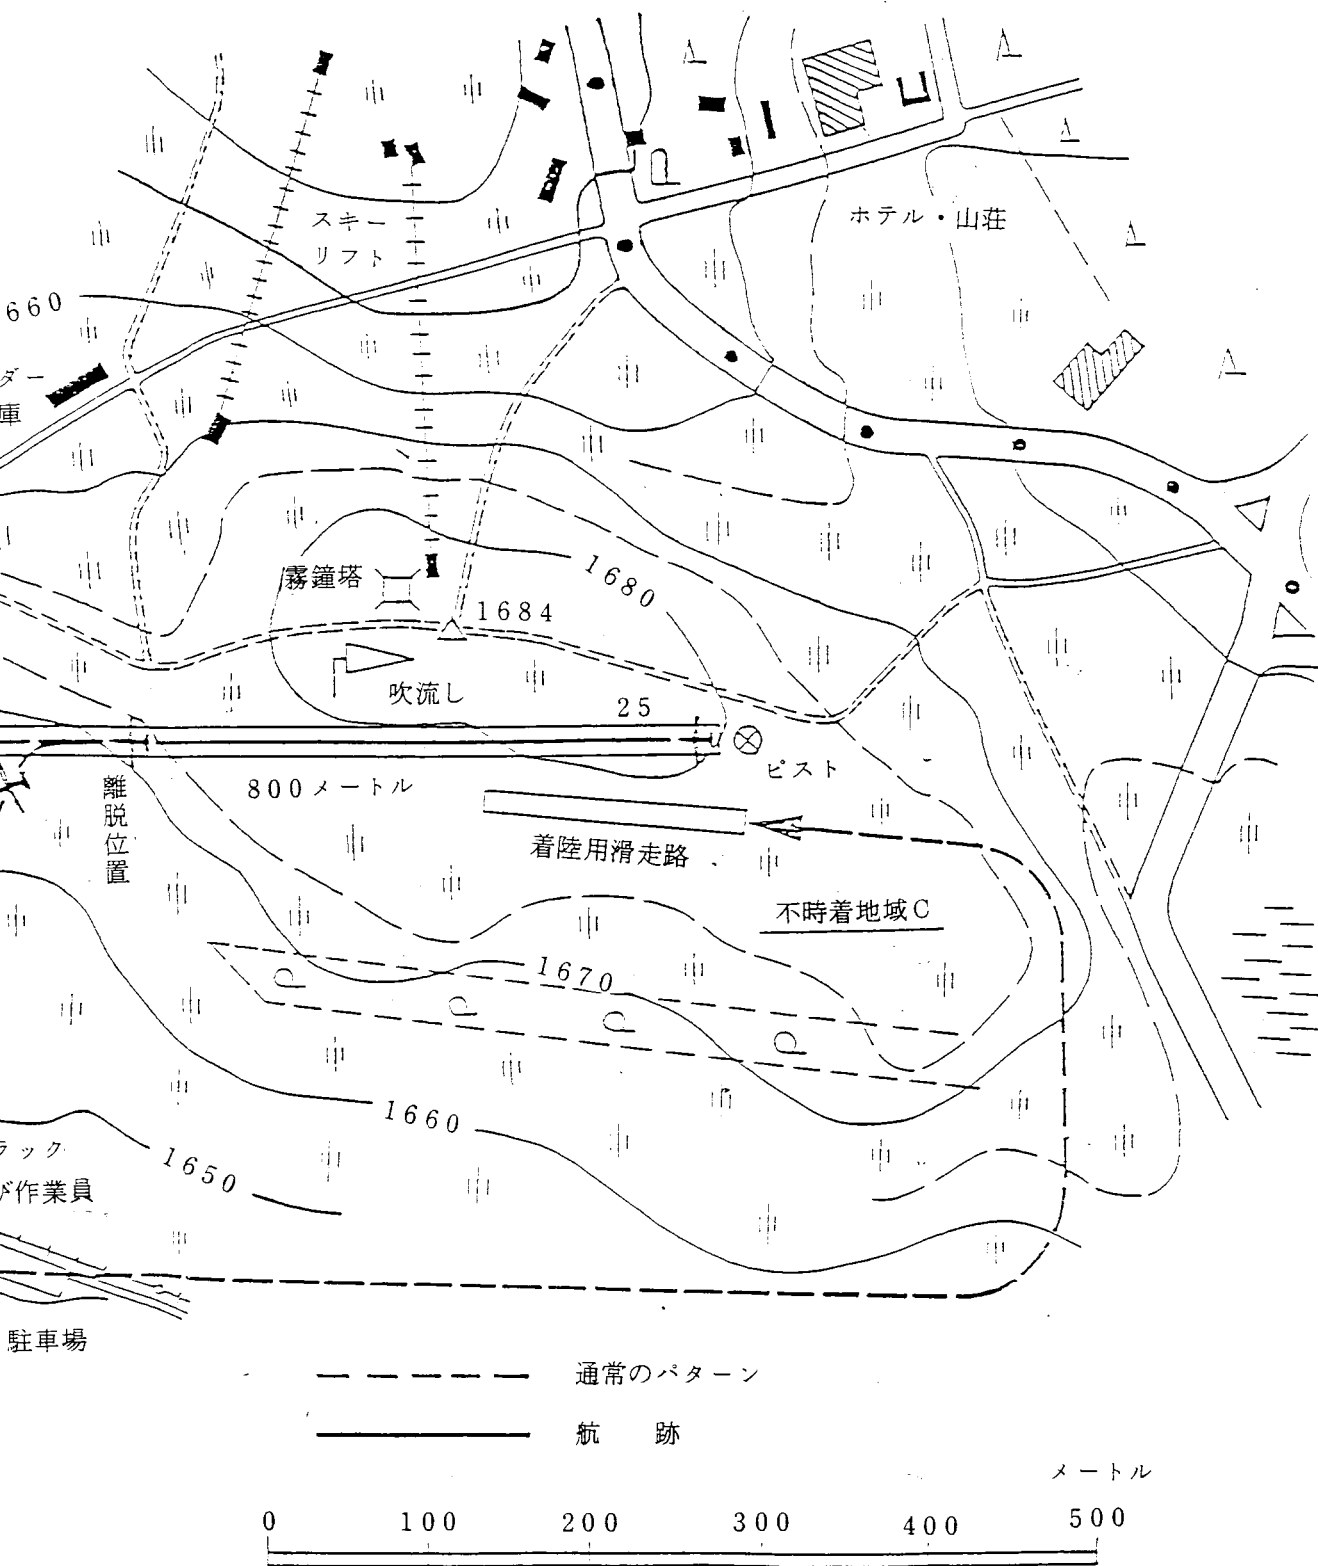 スキー
リフト
ホテル・山荘
660
ダー
庫
霧鐘塔
1680
1684
吹流し
25
ピスト
800メートル
離脱位置
着陸用滑走路
不時着地域C
1670
1660
1650
ラック
び作業員
駐車場
通常のパターン
航 跡
メートル
0 100 200 300 400 500